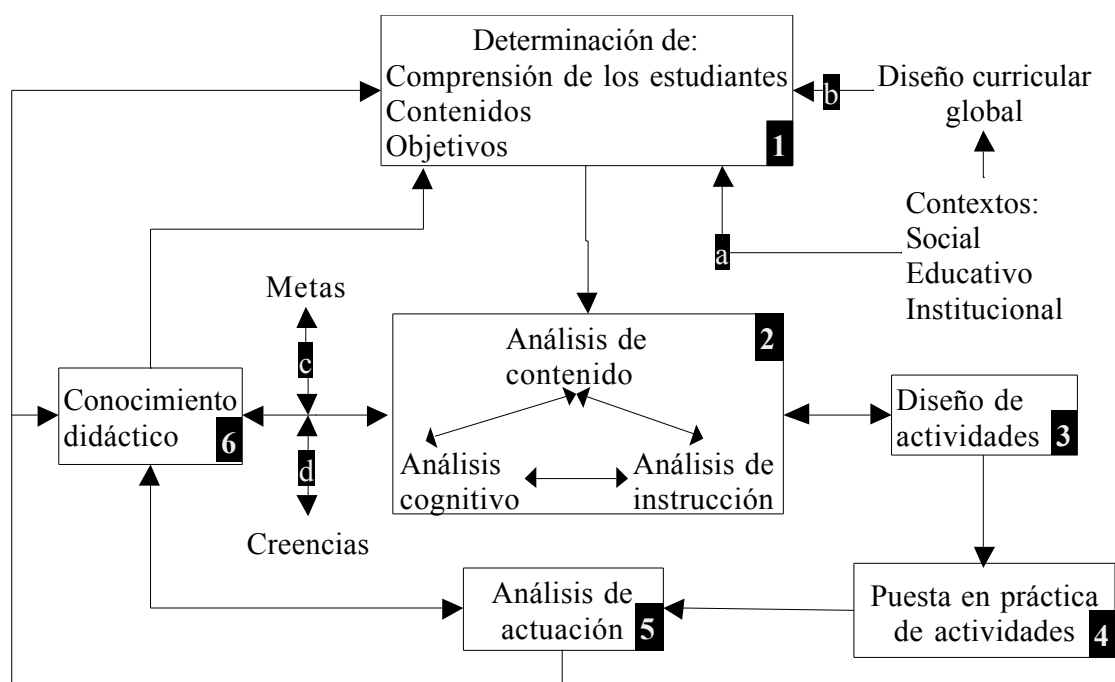 Determinación de:
Comprensión de los estudiantes
Contenidos
Objetivos
1
b
Diseño curricular
global
a
Contextos:
Social
Educativo
Institucional
Metas
c
d
Creencias
Conocimiento
didáctico
6
Análisis de
contenido
2
Análisis
cognitivo
Análisis de
instrucción
Diseño de
actividades
3
Análisis de
actuación
5
Puesta en práctica
de actividades
4